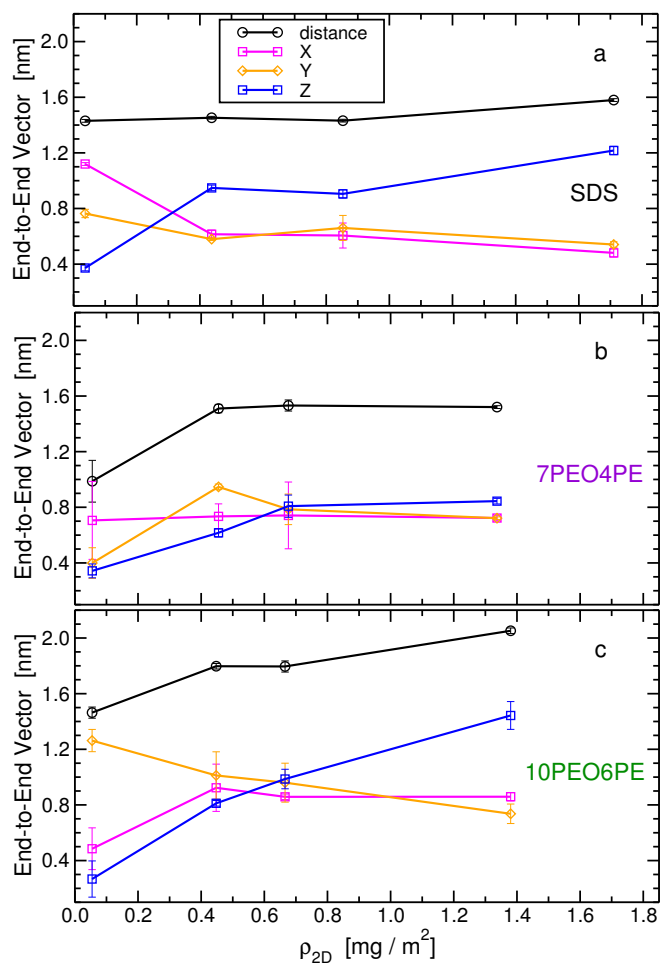 distance
X
Y
Z
a
SDS
End-to-End Vector [nm]
2.0
1.6
1.2
0.8
0.4
b
7PEO4PE
End-to-End Vector [nm]
2.0
1.6
1.2
0.8
0.4
c
10PEO6PE
End-to-End Vector [nm]
2.0
1.6
1.2
0.8
0.4
0.0 0.2 0.4 0.6 0.8 1.0 1.2 1.4 1.6 1.8
ρ2D [mg / m²]